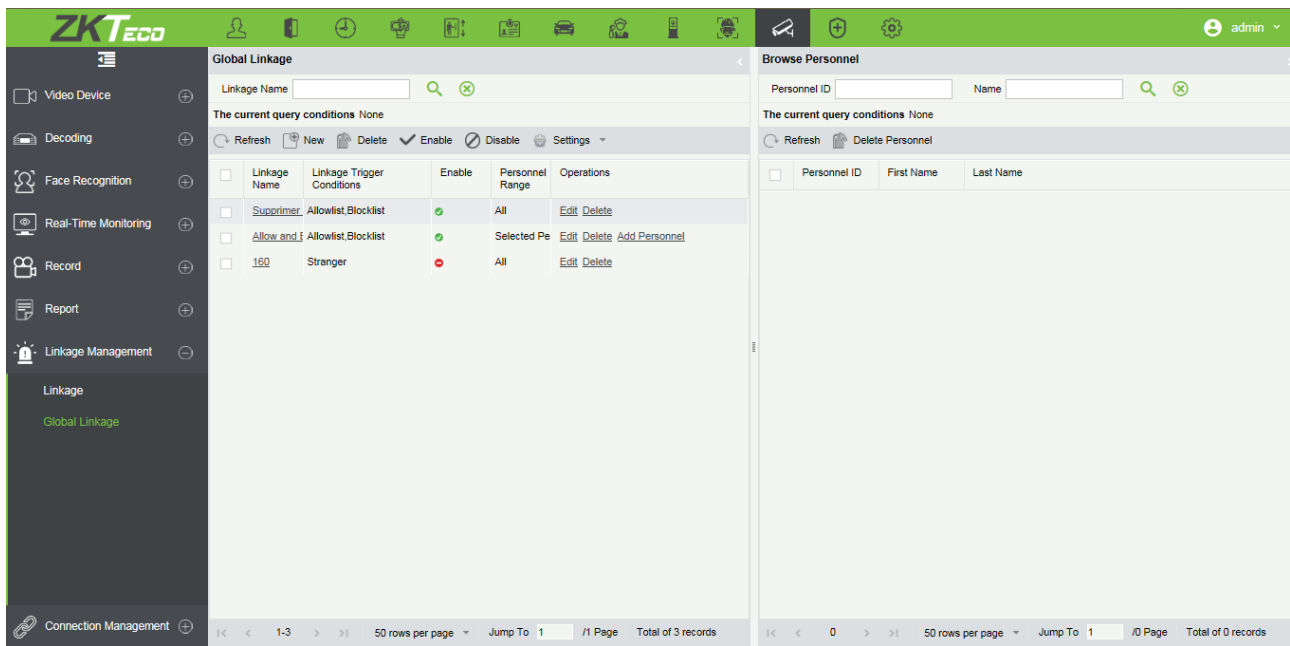 ZKTECO
admin
Video Device
Decoding
Face Recognition
Real-Time Monitoring
Record
Report
Linkage Management
Linkage
Global Linkage
Connection Management
Global Linkage
Linkage Name
The current query conditions None
Refresh New Delete Enable Disable Settings
Linkage Name Linkage Trigger Conditions Enable Personnel Range Operations
Supprimer Allowlist,Blocklist All Edit Delete
Allow and Allowlist,Blocklist Selected Pe Edit Delete Add Personnel
160 Stranger All Edit Delete
1-3 50 rows per page Jump To 1 /1 Page Total of 3 records
Browse Personnel
Personnel ID Name
The current query conditions None
Refresh Delete Personnel
Personnel ID First Name Last Name
0 50 rows per page Jump To 1 /0 Page Total of 0 records